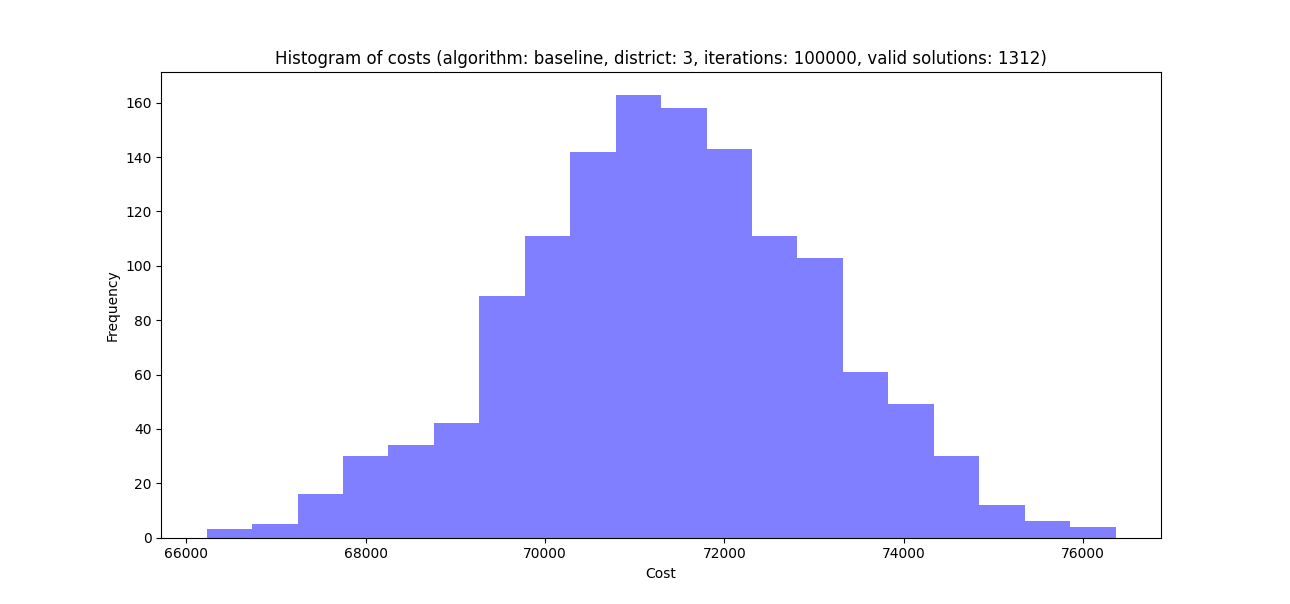 Histogram of costs (algorithm: baseline, district: 3, iterations: 100000, valid solutions: 1312)
160
140
120
100
80
60
40
20
0
Frequency
66000 68000 70000 72000 74000 76000
Cost